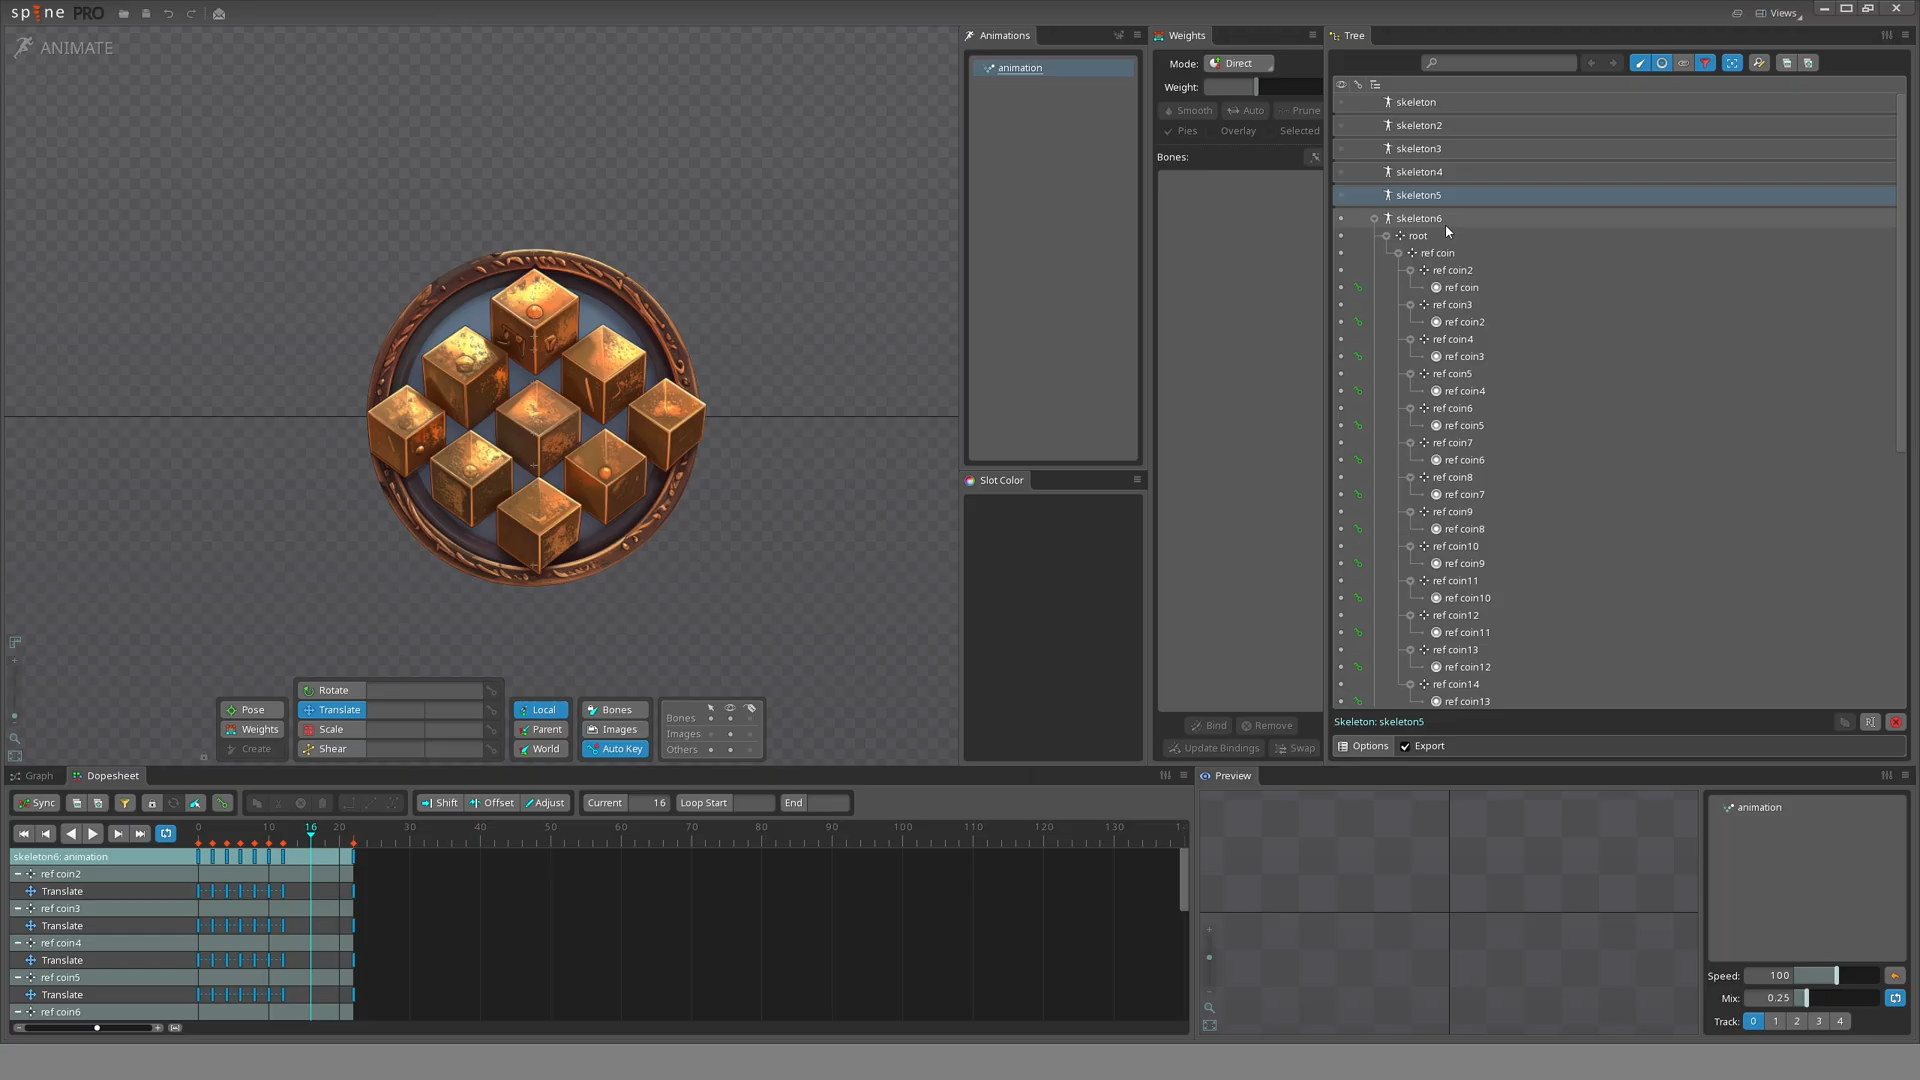 spine PRO
Views
ANIMATE
Animations
animation
Slot Color
Weights
Mode: Direct
Weight:
Smooth Auto Prune
Pies Overlay Selected
Bones:
Bind Remove
Update Bindings Swap
Tree
skeleton
skeleton2
skeleton3
skeleton4
skeleton5
skeleton6
root
ref coin
ref coin2
ref coin
ref coin3
ref coin2
ref coin4
ref coin3
ref coin5
ref coin4
ref coin6
ref coin5
ref coin7
ref coin6
ref coin8
ref coin7
ref coin9
ref coin8
ref coin10
ref coin9
ref coin11
ref coin10
ref coin12
ref coin11
ref coin13
ref coin12
ref coin14
ref coin13
Skeleton: skeleton5
Options Export
Pose
Weights
Create
Rotate
Translate
Scale
Shear
Local
Parent
World
Bones
Images
Auto Key
Bones
Images
Others
Graph Dopesheet
Sync Shift Offset Adjust Current 16 Loop Start End
0 10 16 20 30 40 50 60 70 80 90 100 110 120 130
skeleton6: animation
ref coin2
Translate
ref coin3
Translate
ref coin4
Translate
ref coin5
Translate
ref coin6
Preview
animation
Speed: 100
Mix: 0.25
Track: 0 1 2 3 4